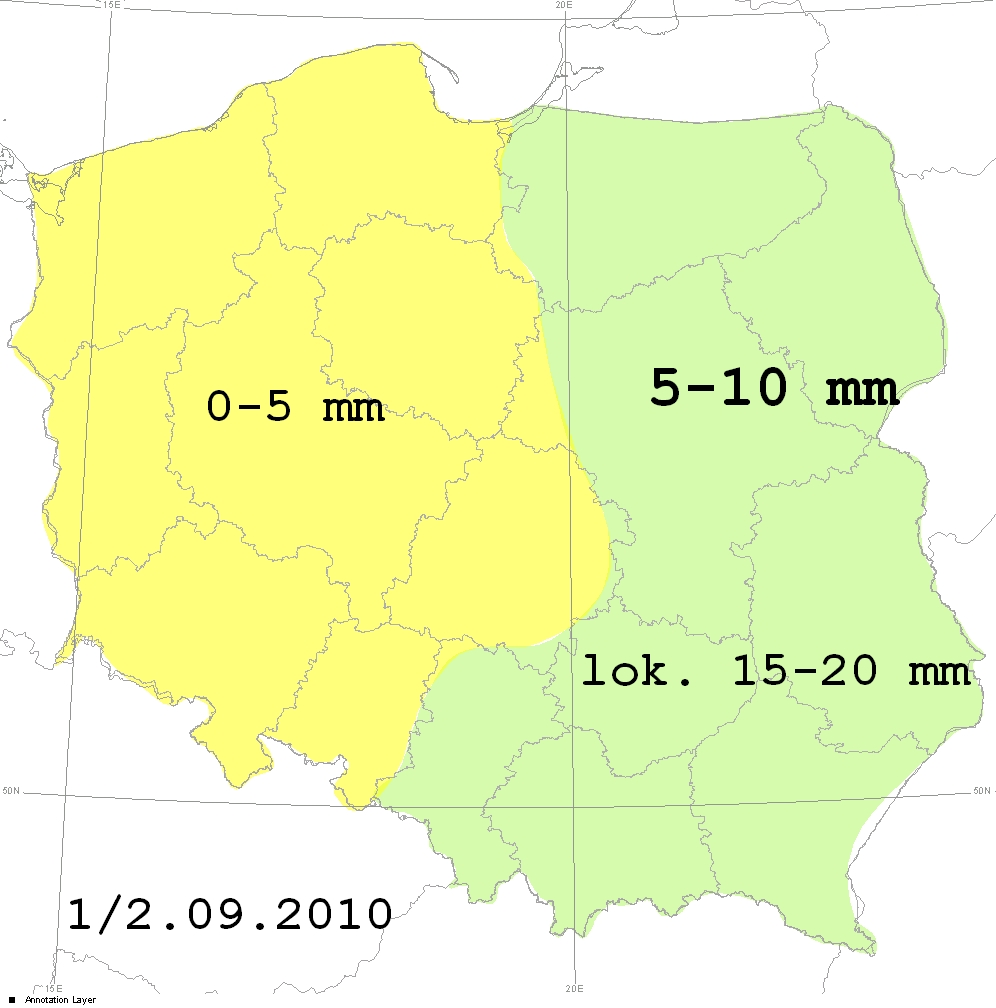 15E
20E
0-5 mm
5-10 mm
lok. 15-20 mm
50N
50N
1/2.09.2010
15E
20E
Annotation Layer